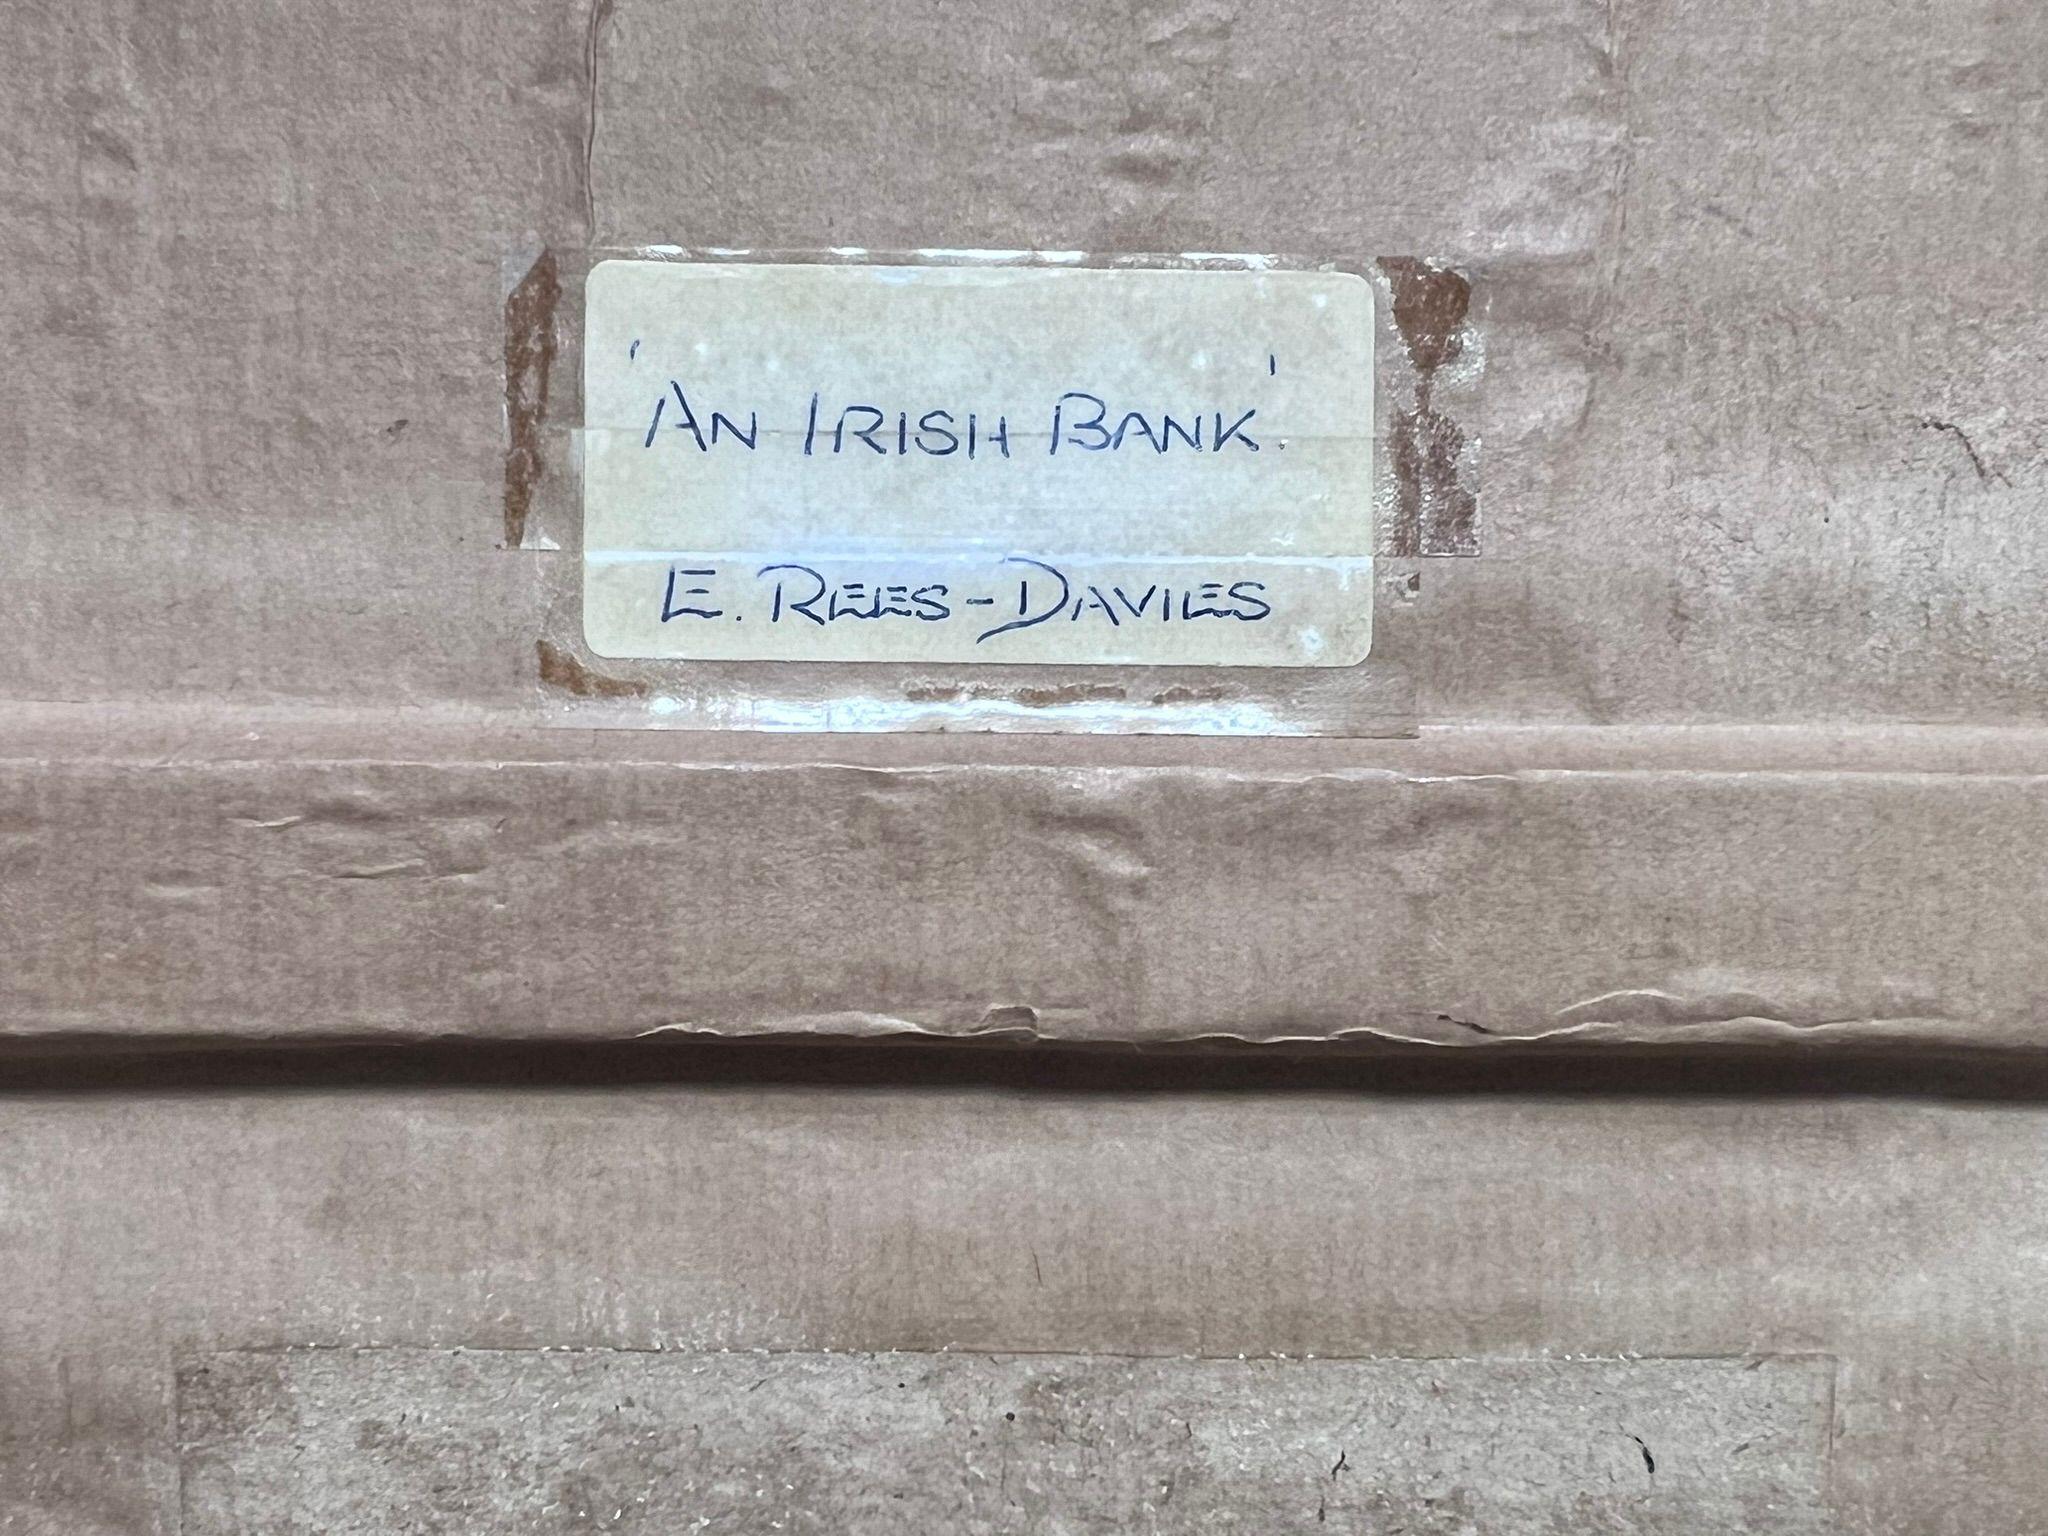 'AN IRISH BANK.'
E. REES-DAVIES